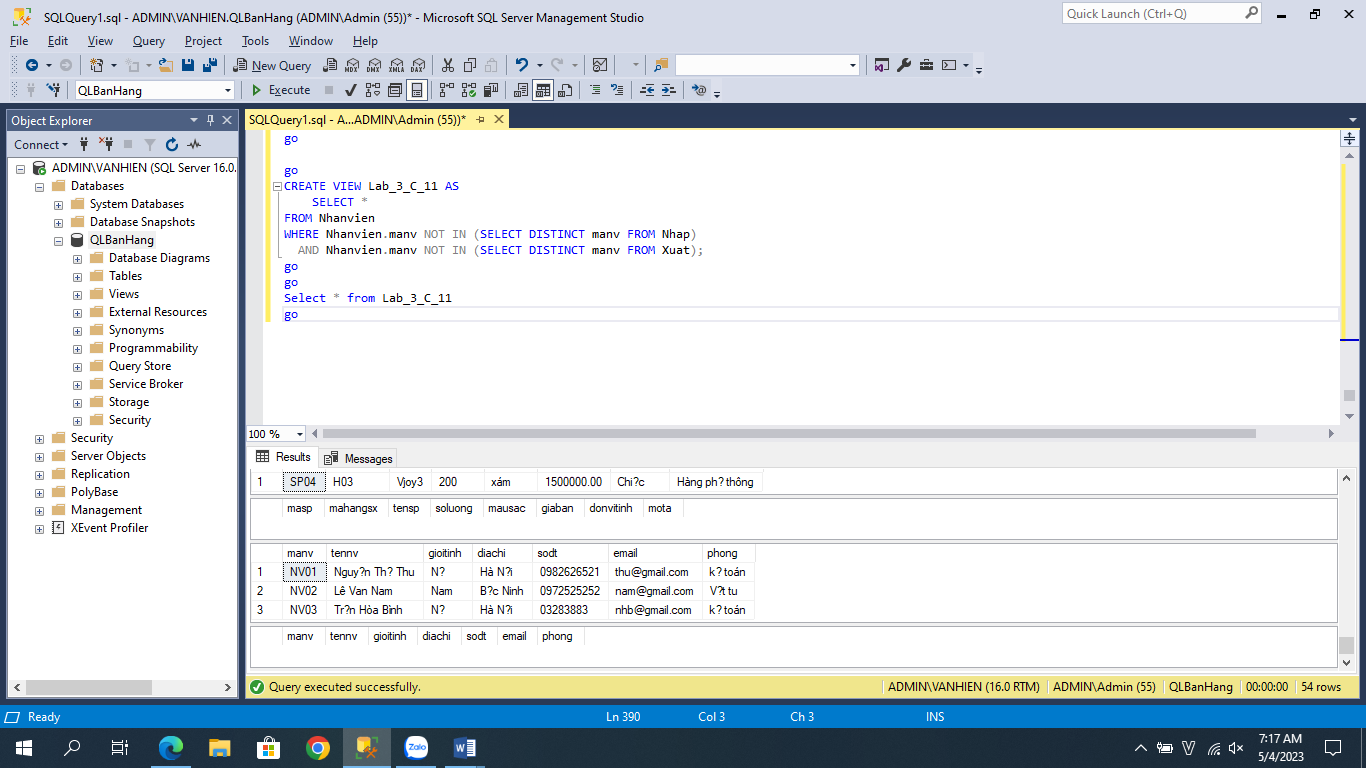 SQLQuery1.sql - ADMIN\VANHIEN.QLBanHang (ADMIN\Admin (55))* - Microsoft SQL Server Management Studio
Quick Launch (Ctrl+Q)
File Edit View Query Project Tools Window Help
New Query MDX DMX XMLA DAX
QLBanHang Execute
Object Explorer
Connect
ADMIN\VANHIEN (SQL Server 16.0.
Databases
System Databases
Database Snapshots
QLBanHang
Database Diagrams
Tables
Views
External Resources
Synonyms
Programmability
Query Store
Service Broker
Storage
Security
Security
Server Objects
Replication
PolyBase
Management
XEvent Profiler
SQLQuery1.sql - A...ADMIN\Admin (55))*
go
go
CREATE VIEW Lab_3_C_11 AS
SELECT *
FROM Nhanvien
WHERE Nhanvien.manv NOT IN (SELECT DISTINCT manv FROM Nhap)
AND Nhanvien.manv NOT IN (SELECT DISTINCT manv FROM Xuat);
go
go
Select * from Lab_3_C_11
go
100 %
Results Messages
1 SP04 H03 Vjoy3 200 xám 1500000.00 Chi?c Hàng ph? thông
masp mahangsx tensp soluong mausac giaban donvitinh mota
manv tennv gioitinh diachi sodt email phong
1 NV01 Nguy?n Th? Thu N? Hà N?i 0982626521 thu@gmail.com k? toán
2 NV02 Lê Van Nam Nam B?c Ninh 0972525252 nam@gmail.com V?t tu
3 NV03 Tr?n Hòa Bình N? Hà N?i 03283883 nhb@gmail.com k? toán
manv tennv gioitinh diachi sodt email phong
Query executed successfully. ADMIN\VANHIEN (16.0 RTM) ADMIN\Admin (55) QLBanHang 00:00:00 54 rows
Ready Ln 390 Col 3 Ch 3 INS
Zalo
7:17 AM
5/4/2023